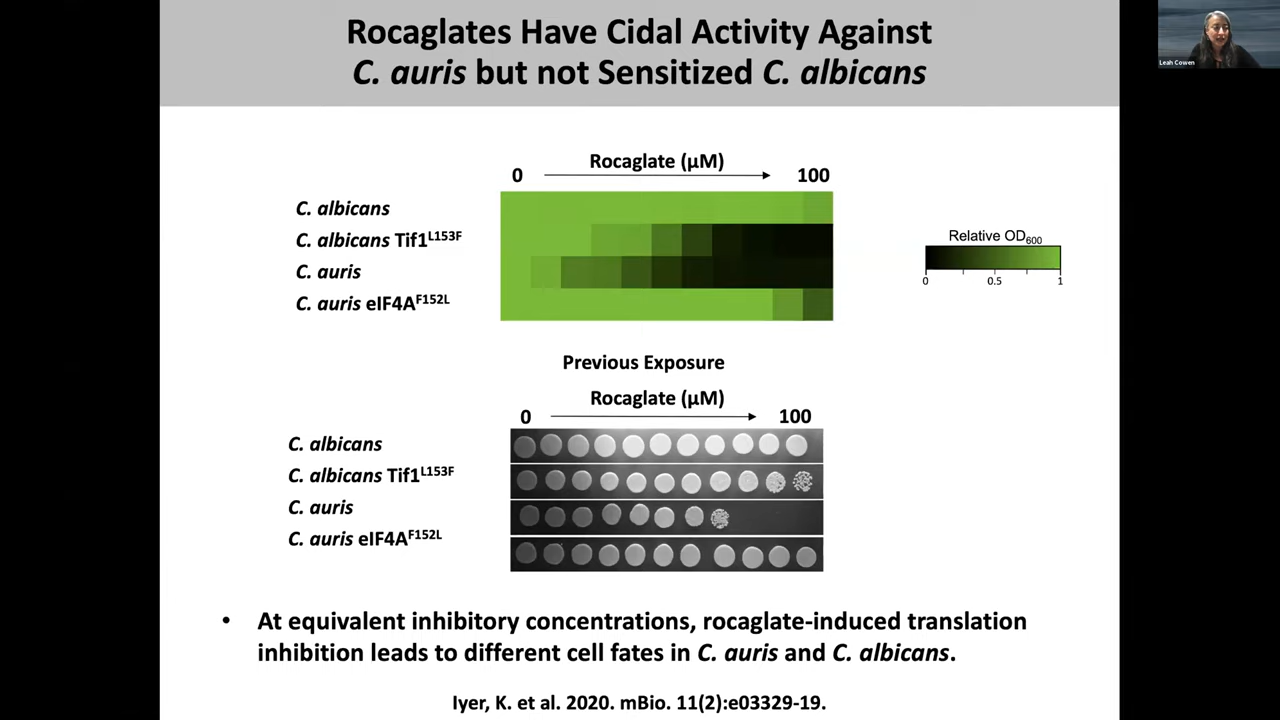 Rocaglates Have Cidal Activity Against
C. auris but not Sensitized C. albicans
Leah Cowen
Rocaglate (µM)
0 100
C. albicans
C. albicans Tif1L153F
C. auris
C. auris eIF4AF152L
Relative OD600
0 0.5 1
Previous Exposure
Rocaglate (µM)
0 100
C. albicans
C. albicans Tif1L153F
C. auris
C. auris eIF4AF152L
• At equivalent inhibitory concentrations, rocaglate-induced translation
inhibition leads to different cell fates in C. auris and C. albicans.
Iyer, K. et al. 2020. mBio. 11(2):e03329-19.